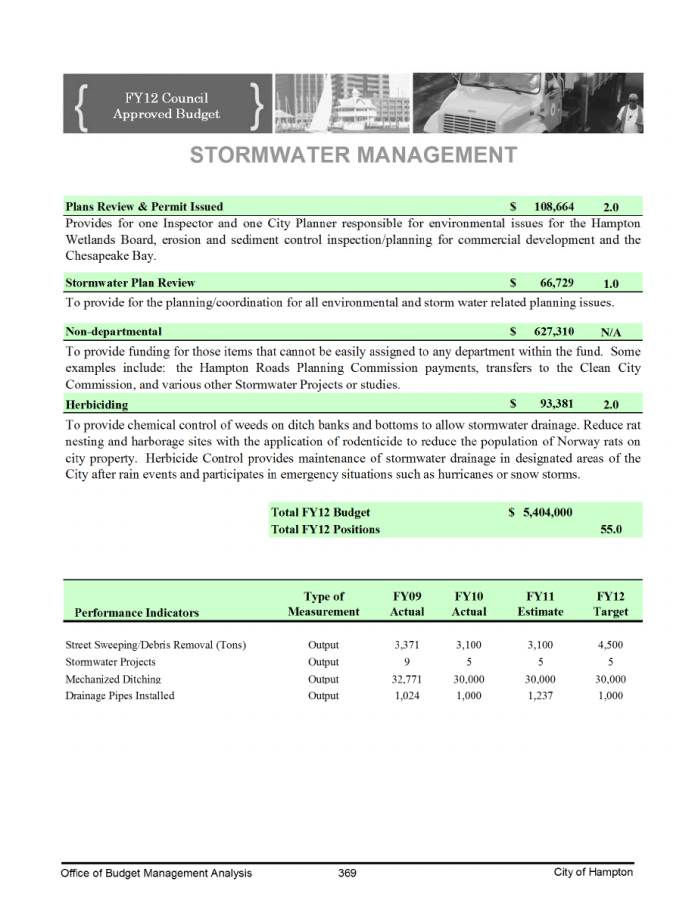 FY12 Council
Approved Budget
STORMWATER MANAGEMENT
Plans Review & Permit Issued $ 108,664 2.0
Provides for one Inspector and one City Planner responsible for environmental issues for the Hampton
Wetlands Board, erosion and sediment control inspection/planning for commercial development and the
Chesapeake Bay.
Stormwater Plan Review $ 66,729 1.0
To provide for the planning/coordination for all environmental and storm water related planning issues.
Non-departmental $ 627,310 N/A
To provide funding for those items that cannot be easily assigned to any department within the fund. Some
examples include: the Hampton Roads Planning Commission payments, transfers to the Clean City
Commission, and various other Stormwater Projects or studies.
Herbiciding $ 93,381 2.0
To provide chemical control of weeds on ditch banks and bottoms to allow stormwater drainage. Reduce rat
nesting and harborage sites with the application of rodenticide to reduce the population of Norway rats on
city property. Herbicide Control provides maintenance of stormwater drainage in designated areas of the
City after rain events and participates in emergency situations such as hurricanes or snow storms.
Total FY12 Budget $ 5,404,000
Total FY12 Positions 55.0
Type of FY09 FY10 FY11 FY12
Performance Indicators Measurement Actual Actual Estimate Target
Street Sweeping/Debris Removal (Tons) Output 3,371 3,100 3,100 4,500
Stormwater Projects Output 9 5 5 5
Mechanized Ditching Output 32,771 30,000 30,000 30,000
Drainage Pipes Installed Output 1,024 1,000 1,237 1,000
Office of Budget Management Analysis 369 City of Hampton